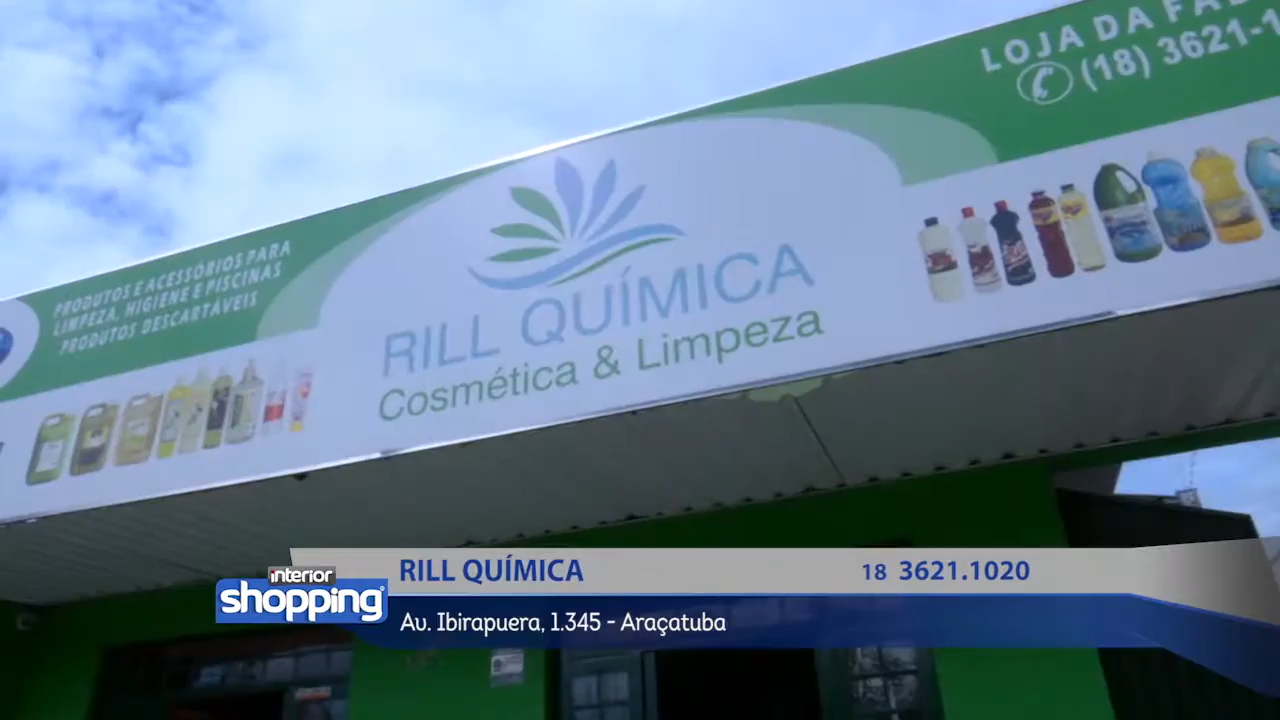 LOJA DA
(18) 3621-1
PRODUTOS E ACESSÓRIOS PARA
LIMPEZA, HIGIENE E PISCINAS
PRODUTOS DESCARTÁVEIS
RILL QUÍMICA
Cosmética & Limpeza
interior
shopping
RILL QUÍMICA
18 3621.1020
Av. Ibirapuera, 1.345 - Araçatuba